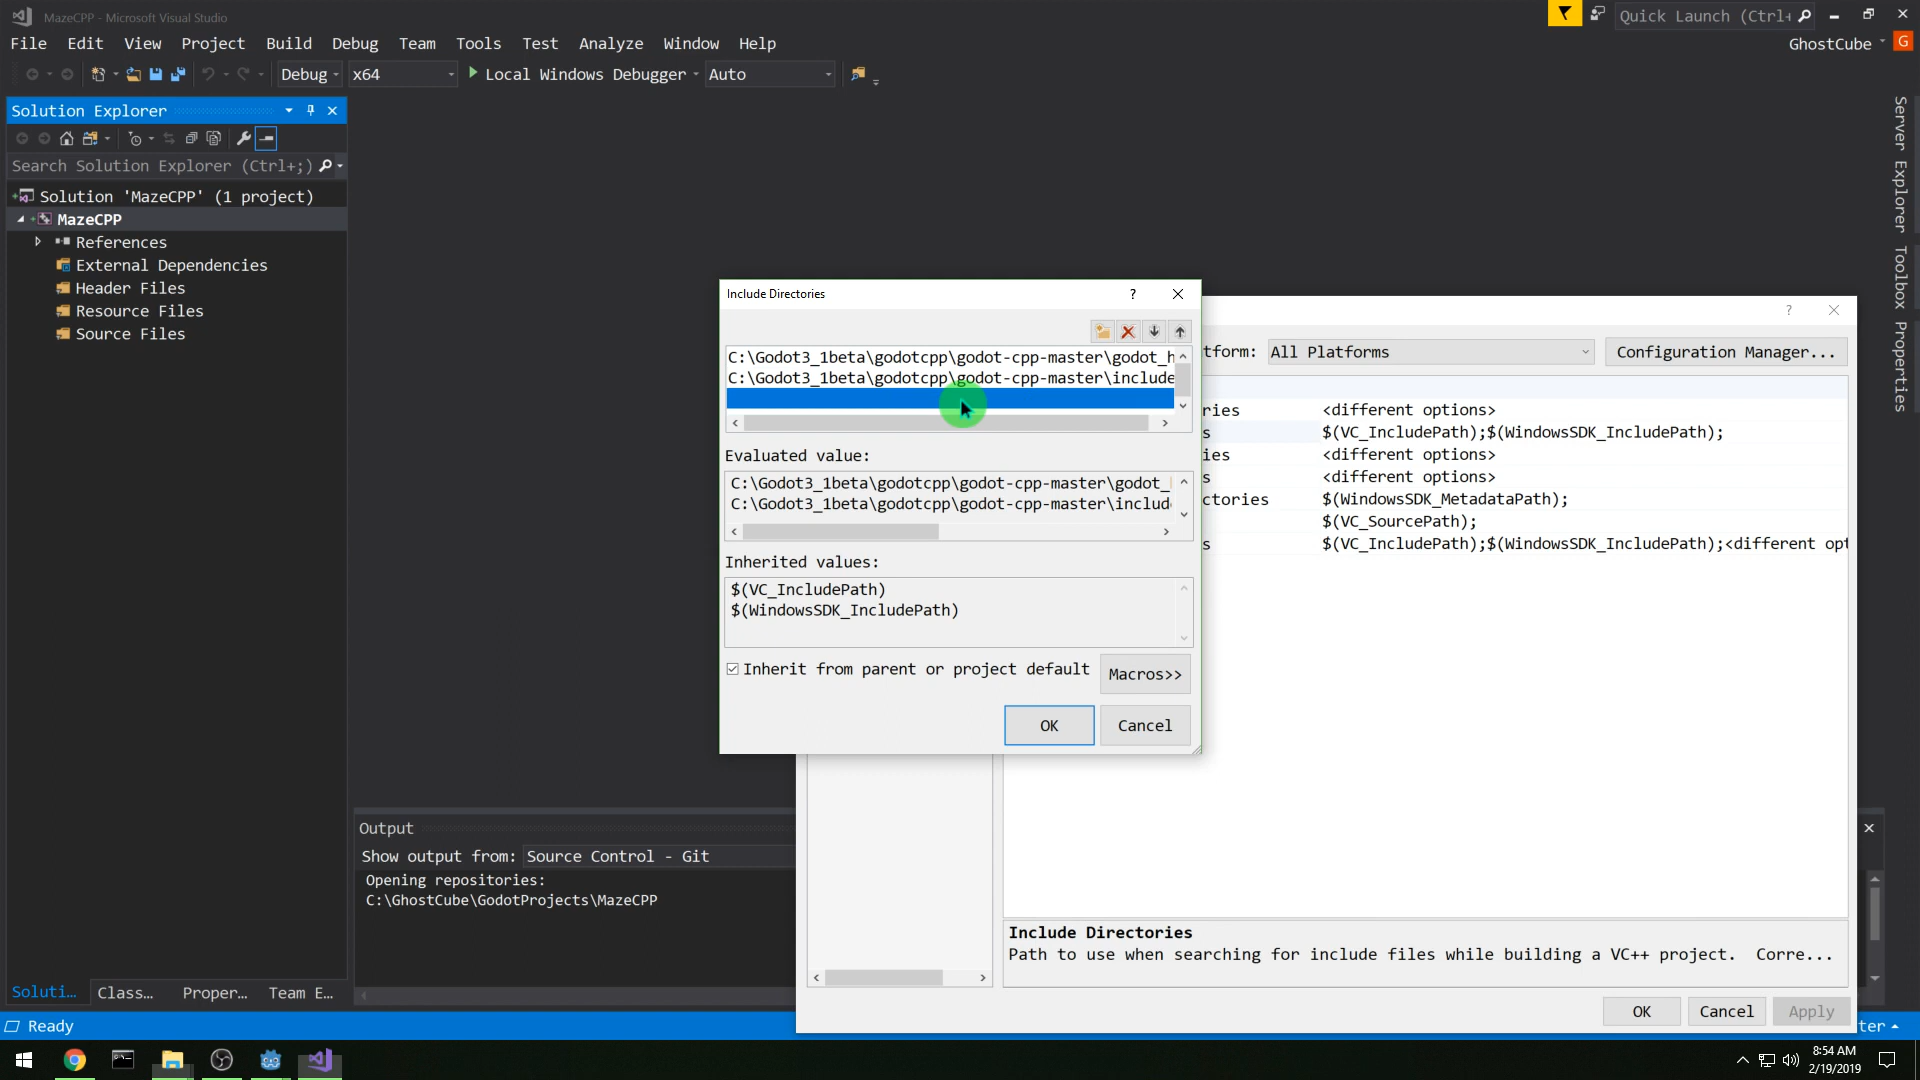 MazeCPP - Microsoft Visual Studio
Quick Launch (Ctrl+
File Edit View Project Build Debug Team Tools Test Analyze Window Help
GhostCube
G
Debug x64 Local Windows Debugger Auto
Solution Explorer
Search Solution Explorer (Ctrl+;)
Solution 'MazeCPP' (1 project)
MazeCPP
References
External Dependencies
Header Files
Resource Files
Source Files
Server Explorer
Toolbox
Properties
Include Directories
?
C:\Godot3_1beta\godotcpp\godot-cpp-master\godot_h
C:\Godot3_1beta\godotcpp\godot-cpp-master\include
Evaluated value:
C:\Godot3_1beta\godotcpp\godot-cpp-master\godot_
C:\Godot3_1beta\godotcpp\godot-cpp-master\includ
Inherited values:
$(VC_IncludePath)
$(WindowsSDK_IncludePath)
Inherit from parent or project default
Macros>>
OK
Cancel
?
tform: All Platforms
Configuration Manager...
ries <different options>
s $(VC_IncludePath);$(WindowsSDK_IncludePath);
ies <different options>
s <different options>
ctories $(WindowsSDK_MetadataPath);
$(VC_SourcePath);
s $(VC_IncludePath);$(WindowsSDK_IncludePath);<different opt
Include Directories
Path to use when searching for include files while building a VC++ project. Corre...
OK
Cancel
Apply
Output
Show output from: Source Control - Git
Opening repositories:
C:\GhostCube\GodotProjects\MazeCPP
Soluti... Class... Proper... Team E...
Ready
ter
8:54 AM
2/19/2019